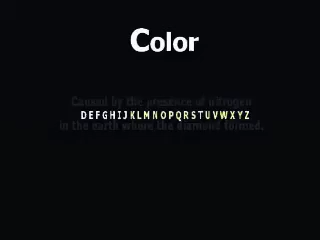 Color
Caused by the presence of nitrogen
D E F G H I J K L M N O P Q R S T U V W X Y Z
in the earth where the diamond formed.